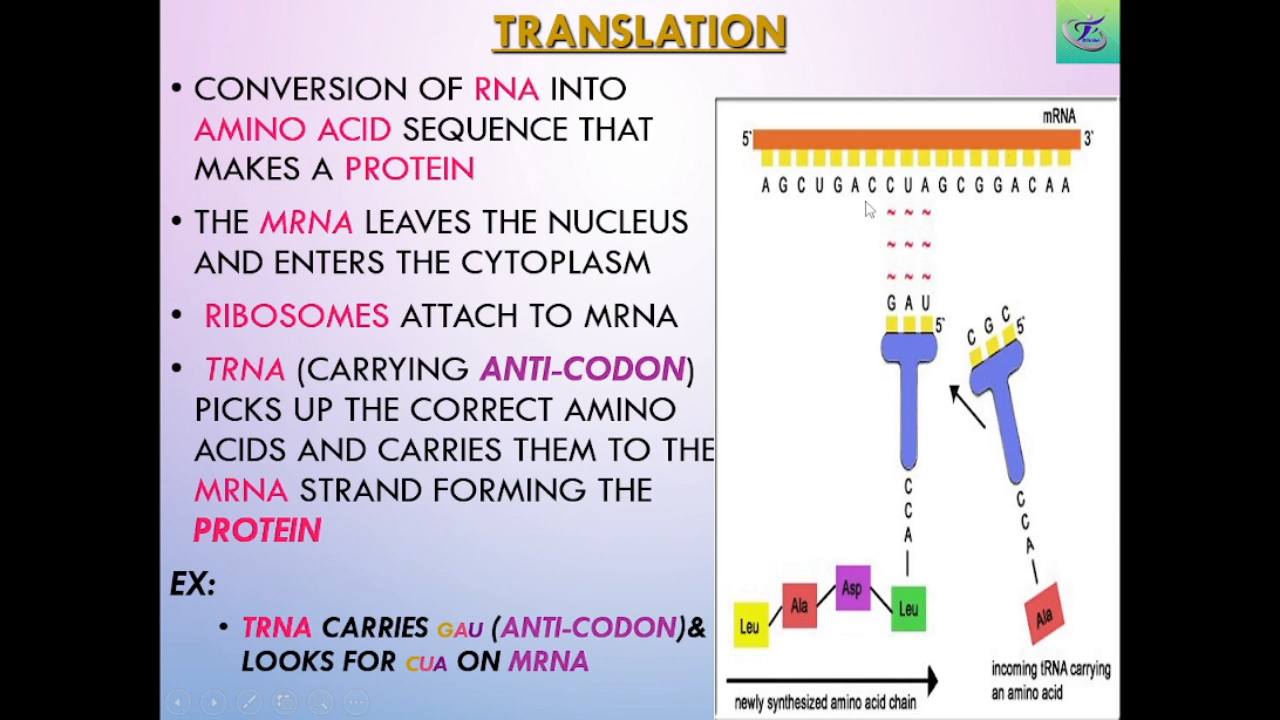 TRANSLATION
• CONVERSION OF RNA INTO
AMINO ACID SEQUENCE THAT
MAKES A PROTEIN
• THE MRNA LEAVES THE NUCLEUS
AND ENTERS THE CYTOPLASM
• RIBOSOMES ATTACH TO MRNA
• TRNA (CARRYING ANTI-CODON)
PICKS UP THE CORRECT AMINO
ACIDS AND CARRIES THEM TO THE
MRNA STRAND FORMING THE
PROTEIN
EX:
• TRNA CARRIES GAU (ANTI-CODON)&
LOOKS FOR CUA ON MRNA
mRNA
5` 3`
A G C U G A C C U A G C G G A C A A
~ ~ ~
~ ~ ~
~ ~ ~
G A U
5`
C G C
5`
C
C
A
C
C
A
Leu
Ala
Asp
Leu
Ala
incoming tRNA carrying
an amino acid
newly synthesized amino acid chain